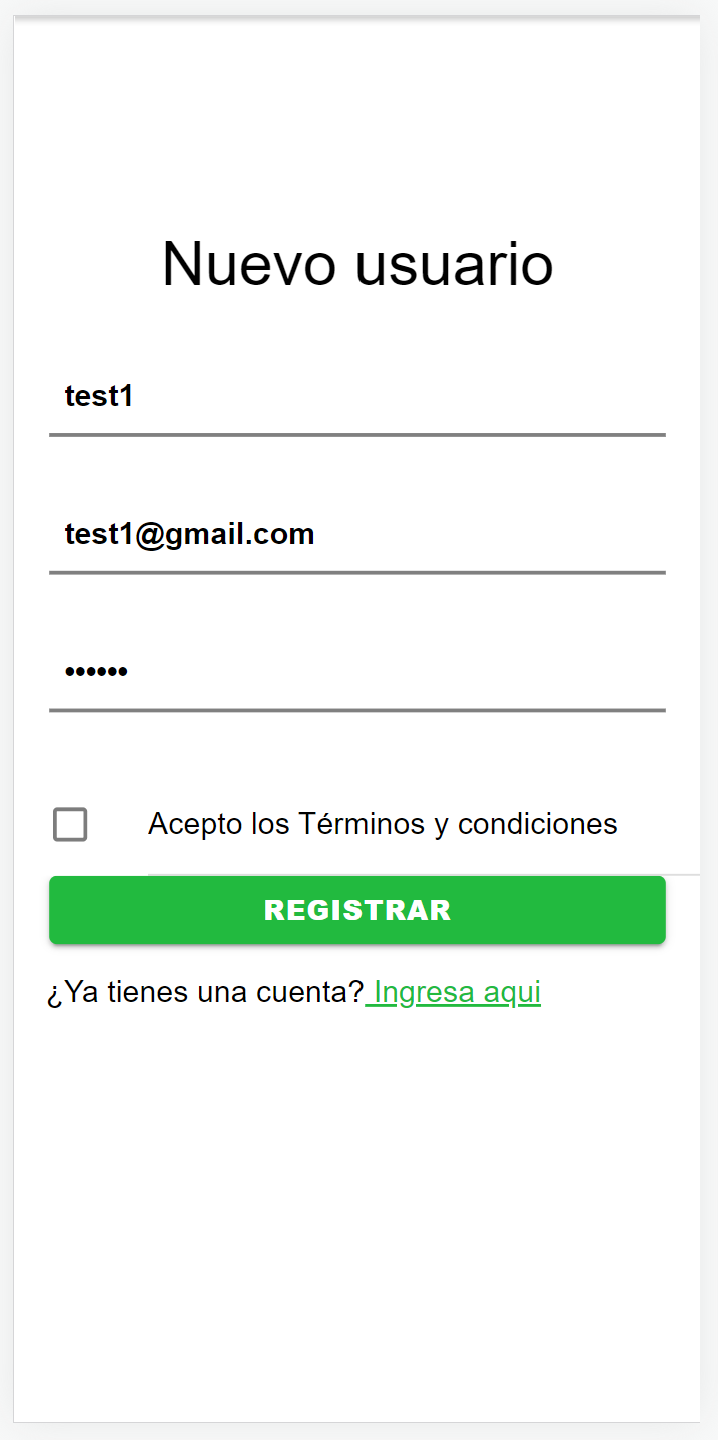 Nuevo usuario
test1
test1@gmail.com
••••••
Acepto los Términos y condiciones
REGISTRAR
¿Ya tienes una cuenta? Ingresa aqui